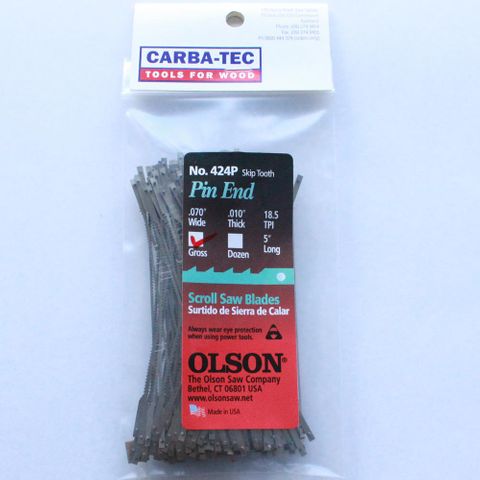 CARBA-TEC
TOOLS FOR WOOD
No. 424P Skip Tooth
Pin End
.070" .010" 18.5
Wide Thick TPI
5"
Gross Dozen Long
Scroll Saw Blades
Surtido de Sierra de Calar
Always wear eye protection
when using power tools.
OLSON®
The Olson Saw Company
Bethel, CT 06801 USA
www.olsonsaw.net
Made in USA